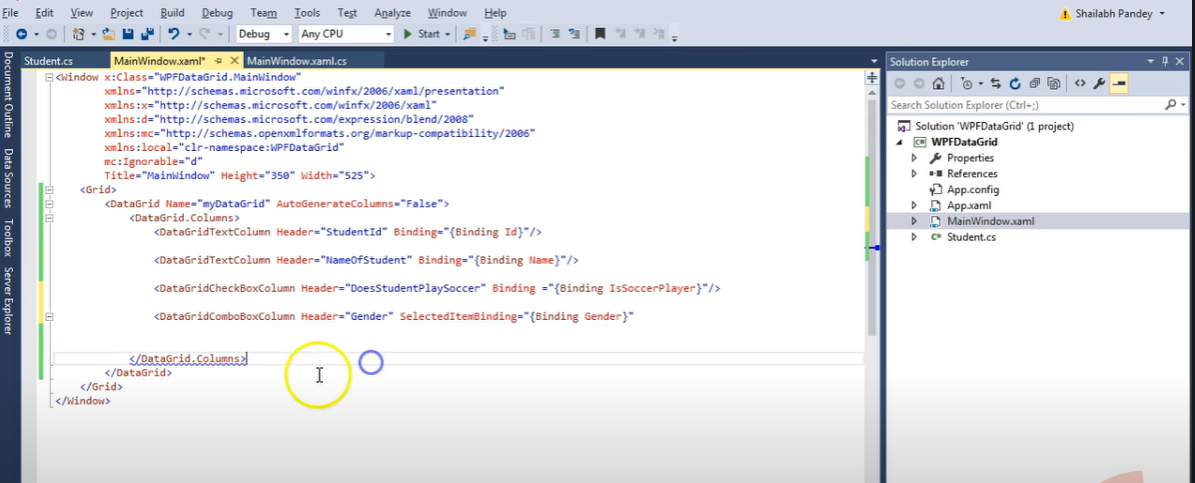 File Edit View Project Build Debug Team Tools Test Analyze Window Help
Shailabh Pandey
Debug Any CPU Start
Document Outline
Data Sources
Toolbox
Server Explorer
Student.cs MainWindow.xaml* MainWindow.xaml.cs
<Window x:Class="WPFDataGrid.MainWindow"
xmlns="http://schemas.microsoft.com/winfx/2006/xaml/presentation"
xmlns:x="http://schemas.microsoft.com/winfx/2006/xaml"
xmlns:d="http://schemas.microsoft.com/expression/blend/2008"
xmlns:mc="http://schemas.openxmlformats.org/markup-compatibility/2006"
xmlns:local="clr-namespace:WPFDataGrid"
mc:Ignorable="d"
Title="MainWindow" Height="350" Width="525">
<Grid>
<DataGrid Name="myDataGrid" AutoGenerateColumns="False">
<DataGrid.Columns>
<DataGridTextColumn Header="StudentId" Binding="{Binding Id}"/>
<DataGridTextColumn Header="NameOfStudent" Binding="{Binding Name}"/>
<DataGridCheckBoxColumn Header="DoesStudentPlaySoccer" Binding ="{Binding IsSoccerPlayer}"/>
<DataGridComboBoxColumn Header="Gender" SelectedItemBinding="{Binding Gender}"
</DataGrid.Columns>
</DataGrid>
</Grid>
</Window>
Solution Explorer
Search Solution Explorer (Ctrl+;)
Solution 'WPFDataGrid' (1 project)
WPFDataGrid
Properties
References
App.config
App.xaml
MainWindow.xaml
Student.cs